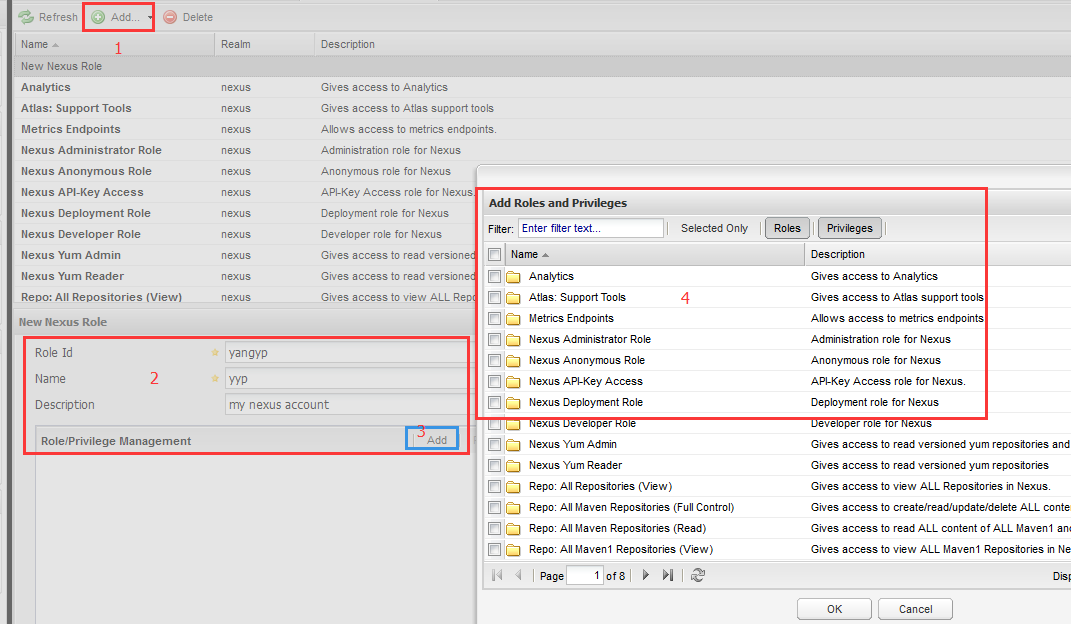 Refresh Add... Delete
1
Name Realm Description
New Nexus Role
Analytics nexus Gives access to Analytics
Atlas: Support Tools nexus Gives access to Atlas support tools
Metrics Endpoints nexus Allows access to metrics endpoints.
Nexus Administrator Role nexus Administration role for Nexus
Nexus Anonymous Role nexus Anonymous role for Nexus
Nexus API-Key Access nexus API-Key Access role for Nexus.
Nexus Deployment Role nexus Deployment role for Nexus
Nexus Developer Role nexus Developer role for Nexus
Nexus Yum Admin nexus Gives access to read versioned
Nexus Yum Reader nexus Gives access to read versioned
Repo: All Repositories (View) nexus Gives access to view ALL Repo
New Nexus Role
Role Id yangyp
Name 2 yyp
Description my nexus account
Role/Privilege Management 3 Add
Add Roles and Privileges
Filter: Enter filter text... Selected Only Roles Privileges
Name Description
Analytics Gives access to Analytics
Atlas: Support Tools 4 Gives access to Atlas support tools
Metrics Endpoints Allows access to metrics endpoints
Nexus Administrator Role Administration role for Nexus
Nexus Anonymous Role Anonymous role for Nexus
Nexus API-Key Access API-Key Access role for Nexus.
Nexus Deployment Role Deployment role for Nexus
Nexus Developer Role Developer role for Nexus
Nexus Yum Admin Gives access to read versioned yum repositories and
Nexus Yum Reader Gives access to read versioned yum repositories
Repo: All Repositories (View) Gives access to view ALL Repositories in Nexus.
Repo: All Maven Repositories (Full Control) Gives access to create/read/update/delete ALL conte
Repo: All Maven Repositories (Read) Gives access to read ALL content of ALL Maven1 and
Repo: All Maven1 Repositories (View) Gives access to view ALL Maven1 Repositories in Ne
Page 1 of 8 Disp
OK Cancel